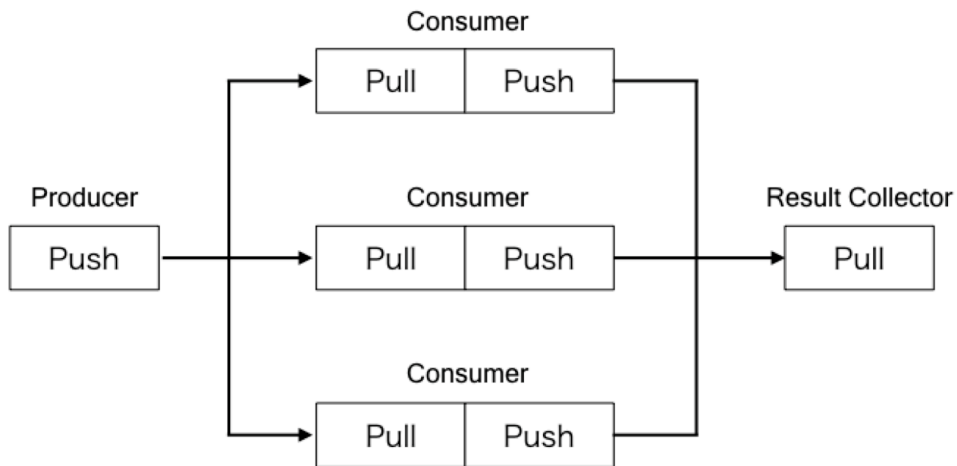 Consumer
Pull Push
Producer
Push
Consumer
Pull Push
Result Collector
Pull
Consumer
Pull Push